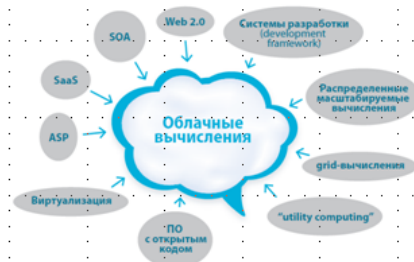 Web 2.0
SOA
Системы разработки
(development
framework)
SaaS
Распределенные
масштабируемые
вычисления
Облачные
вычисления
ASP
grid-вычисления
Виртуализация
"utility computing"
ПО
с открытым
кодом